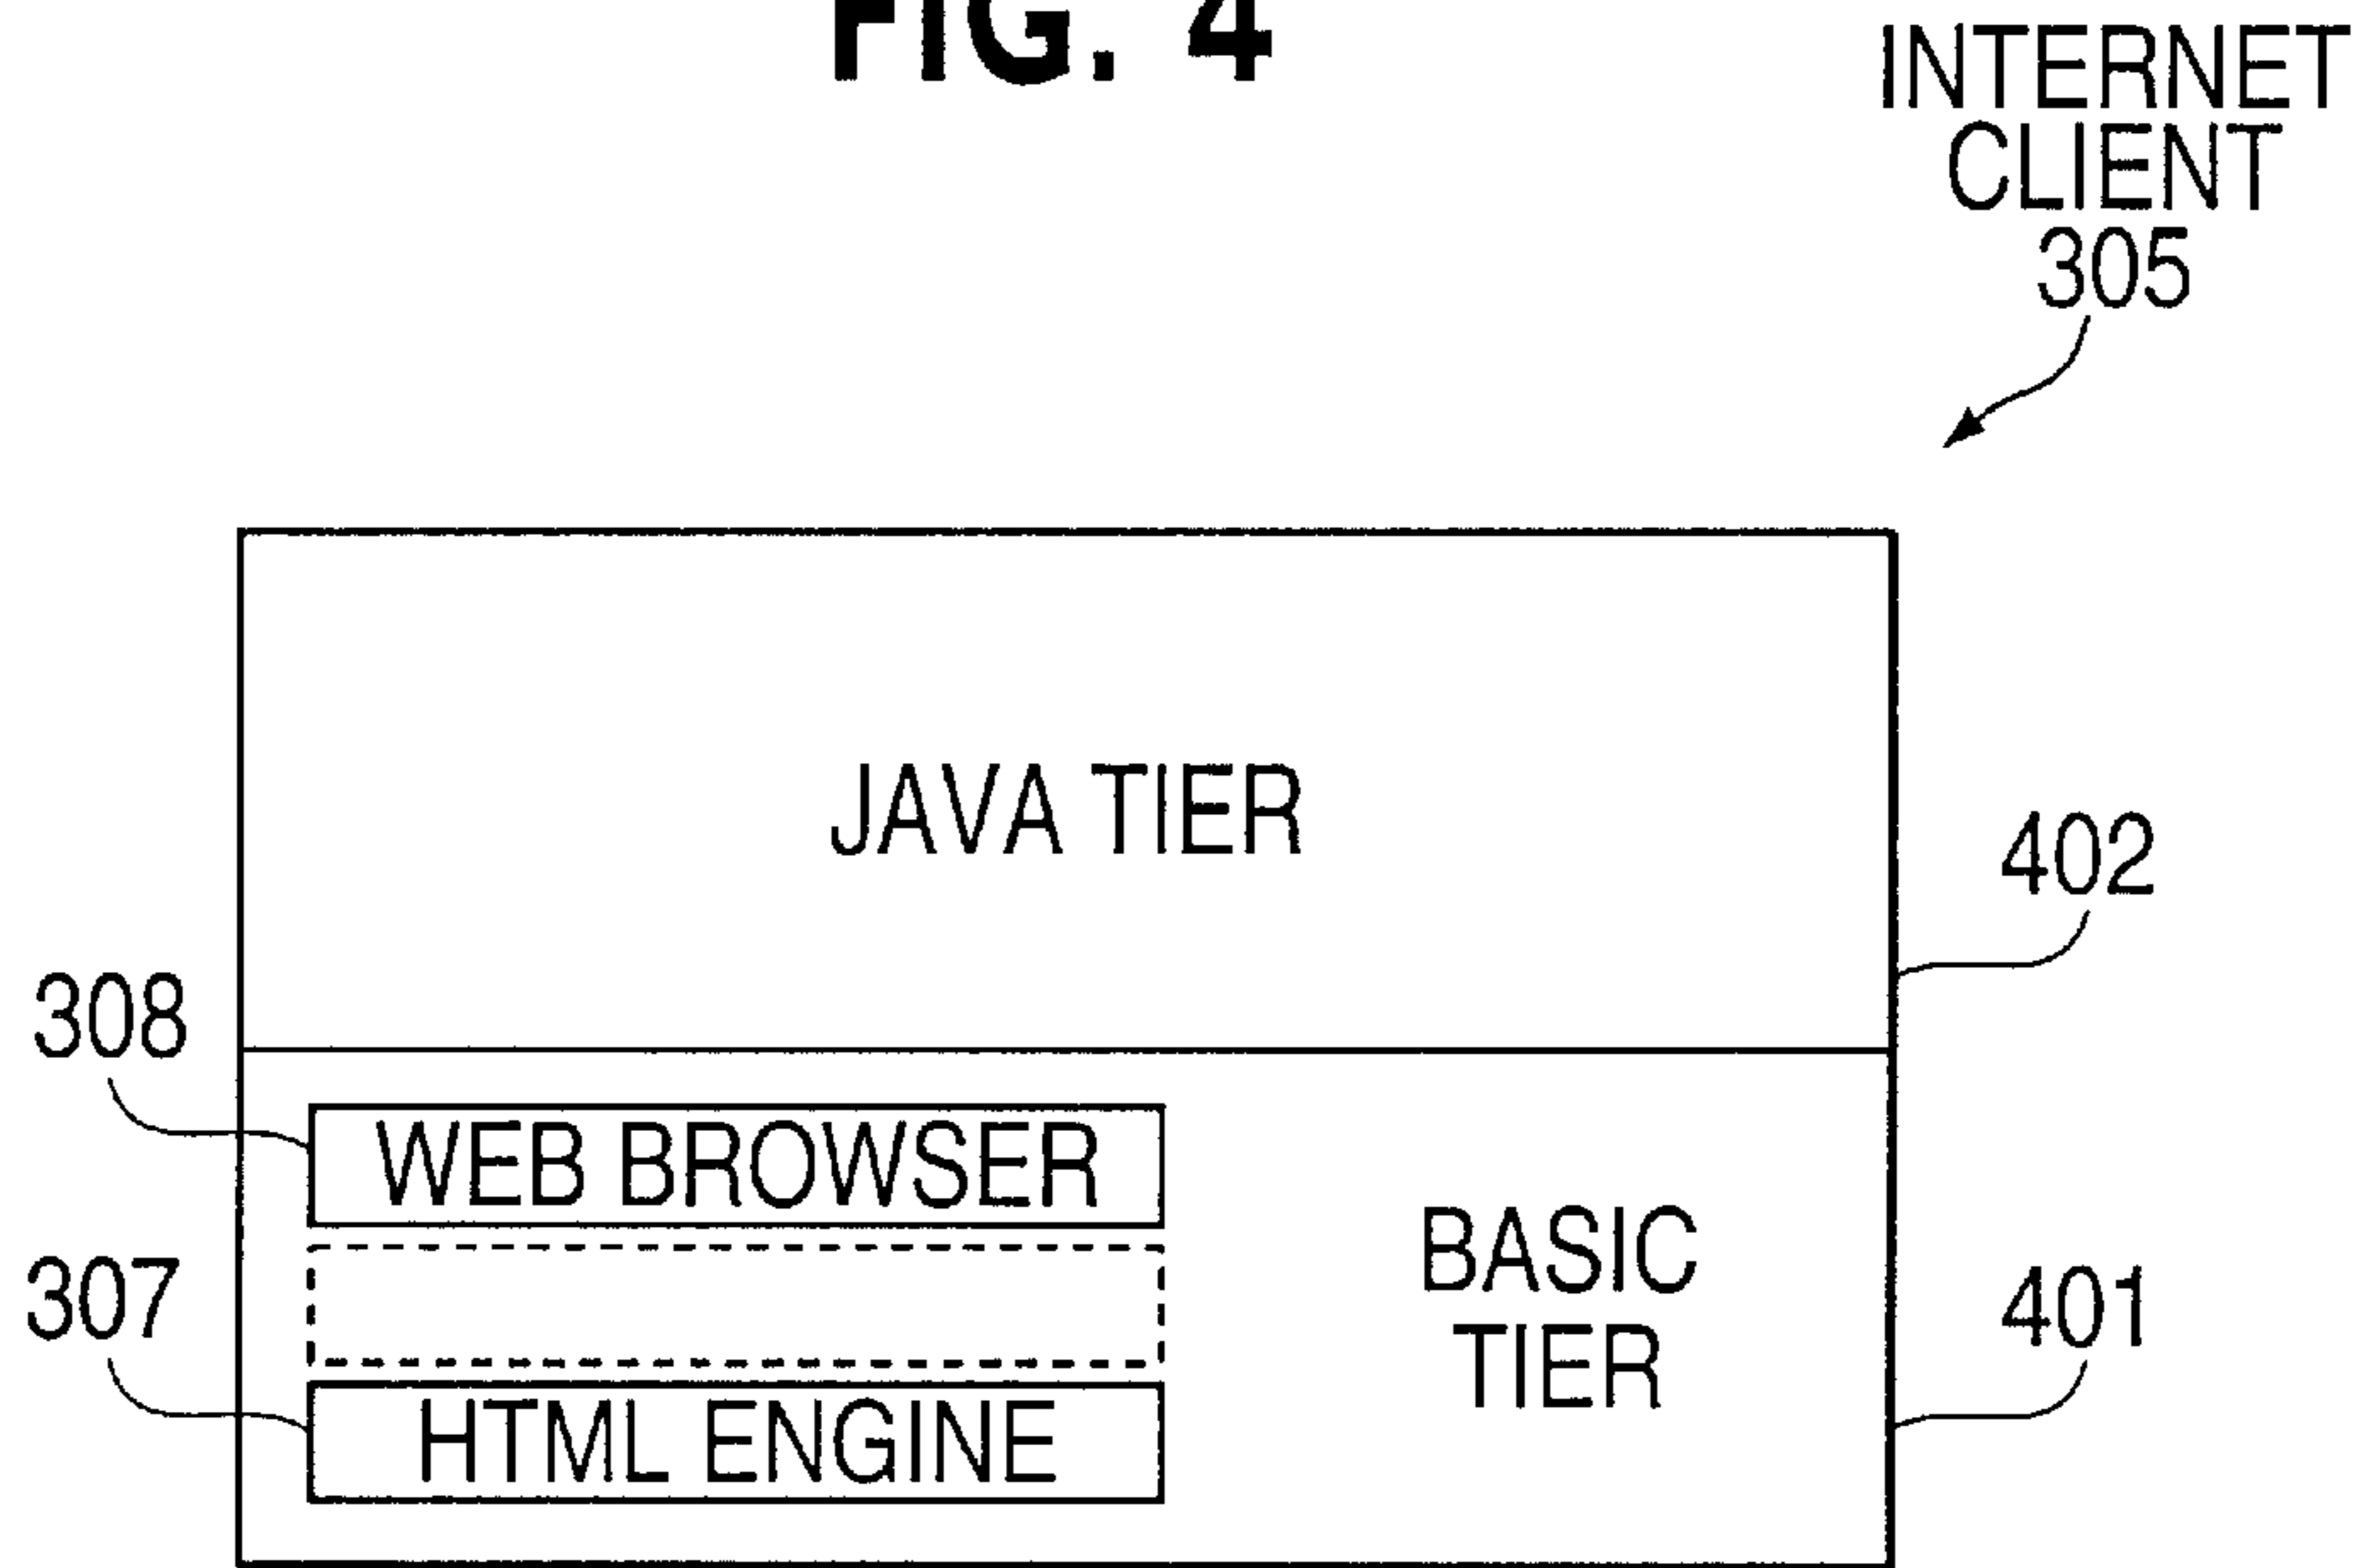 FIG. 4
INTERNET
CLIENT
305
JAVA TIER
402
308
WEB BROWSER
BASIC
TIER
307
401
HTML ENGINE